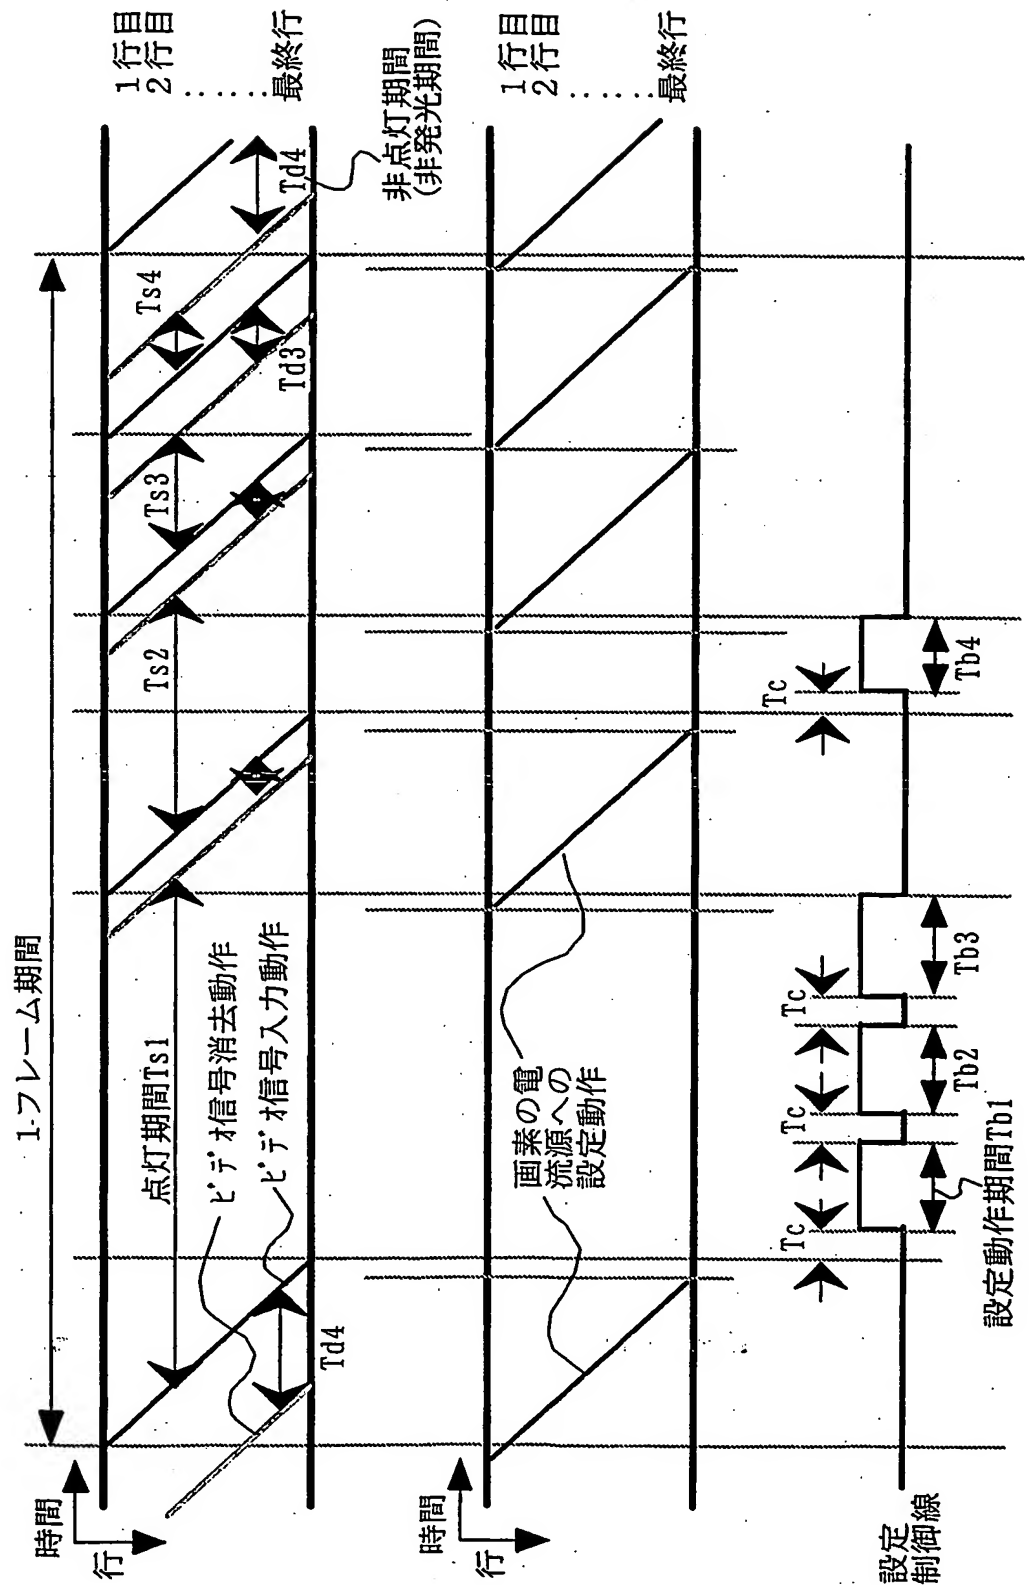 1-フレーム期間
時間
行
1行目
2行目
最終行
点灯期間Ts1
Ts2
Ts3
Ts4
Td3
Td4
Td4
非点灯期間
(非発光期間)
ビデオ信号消去動作
ビデオ信号入力動作
時間
行
1行目
2行目
最終行
画素の電
流源への
設定動作
設定
制御線
Tc
Tc
Tc
Tc
設定動作期間Tb1
Tb2
Tb3
Tb4